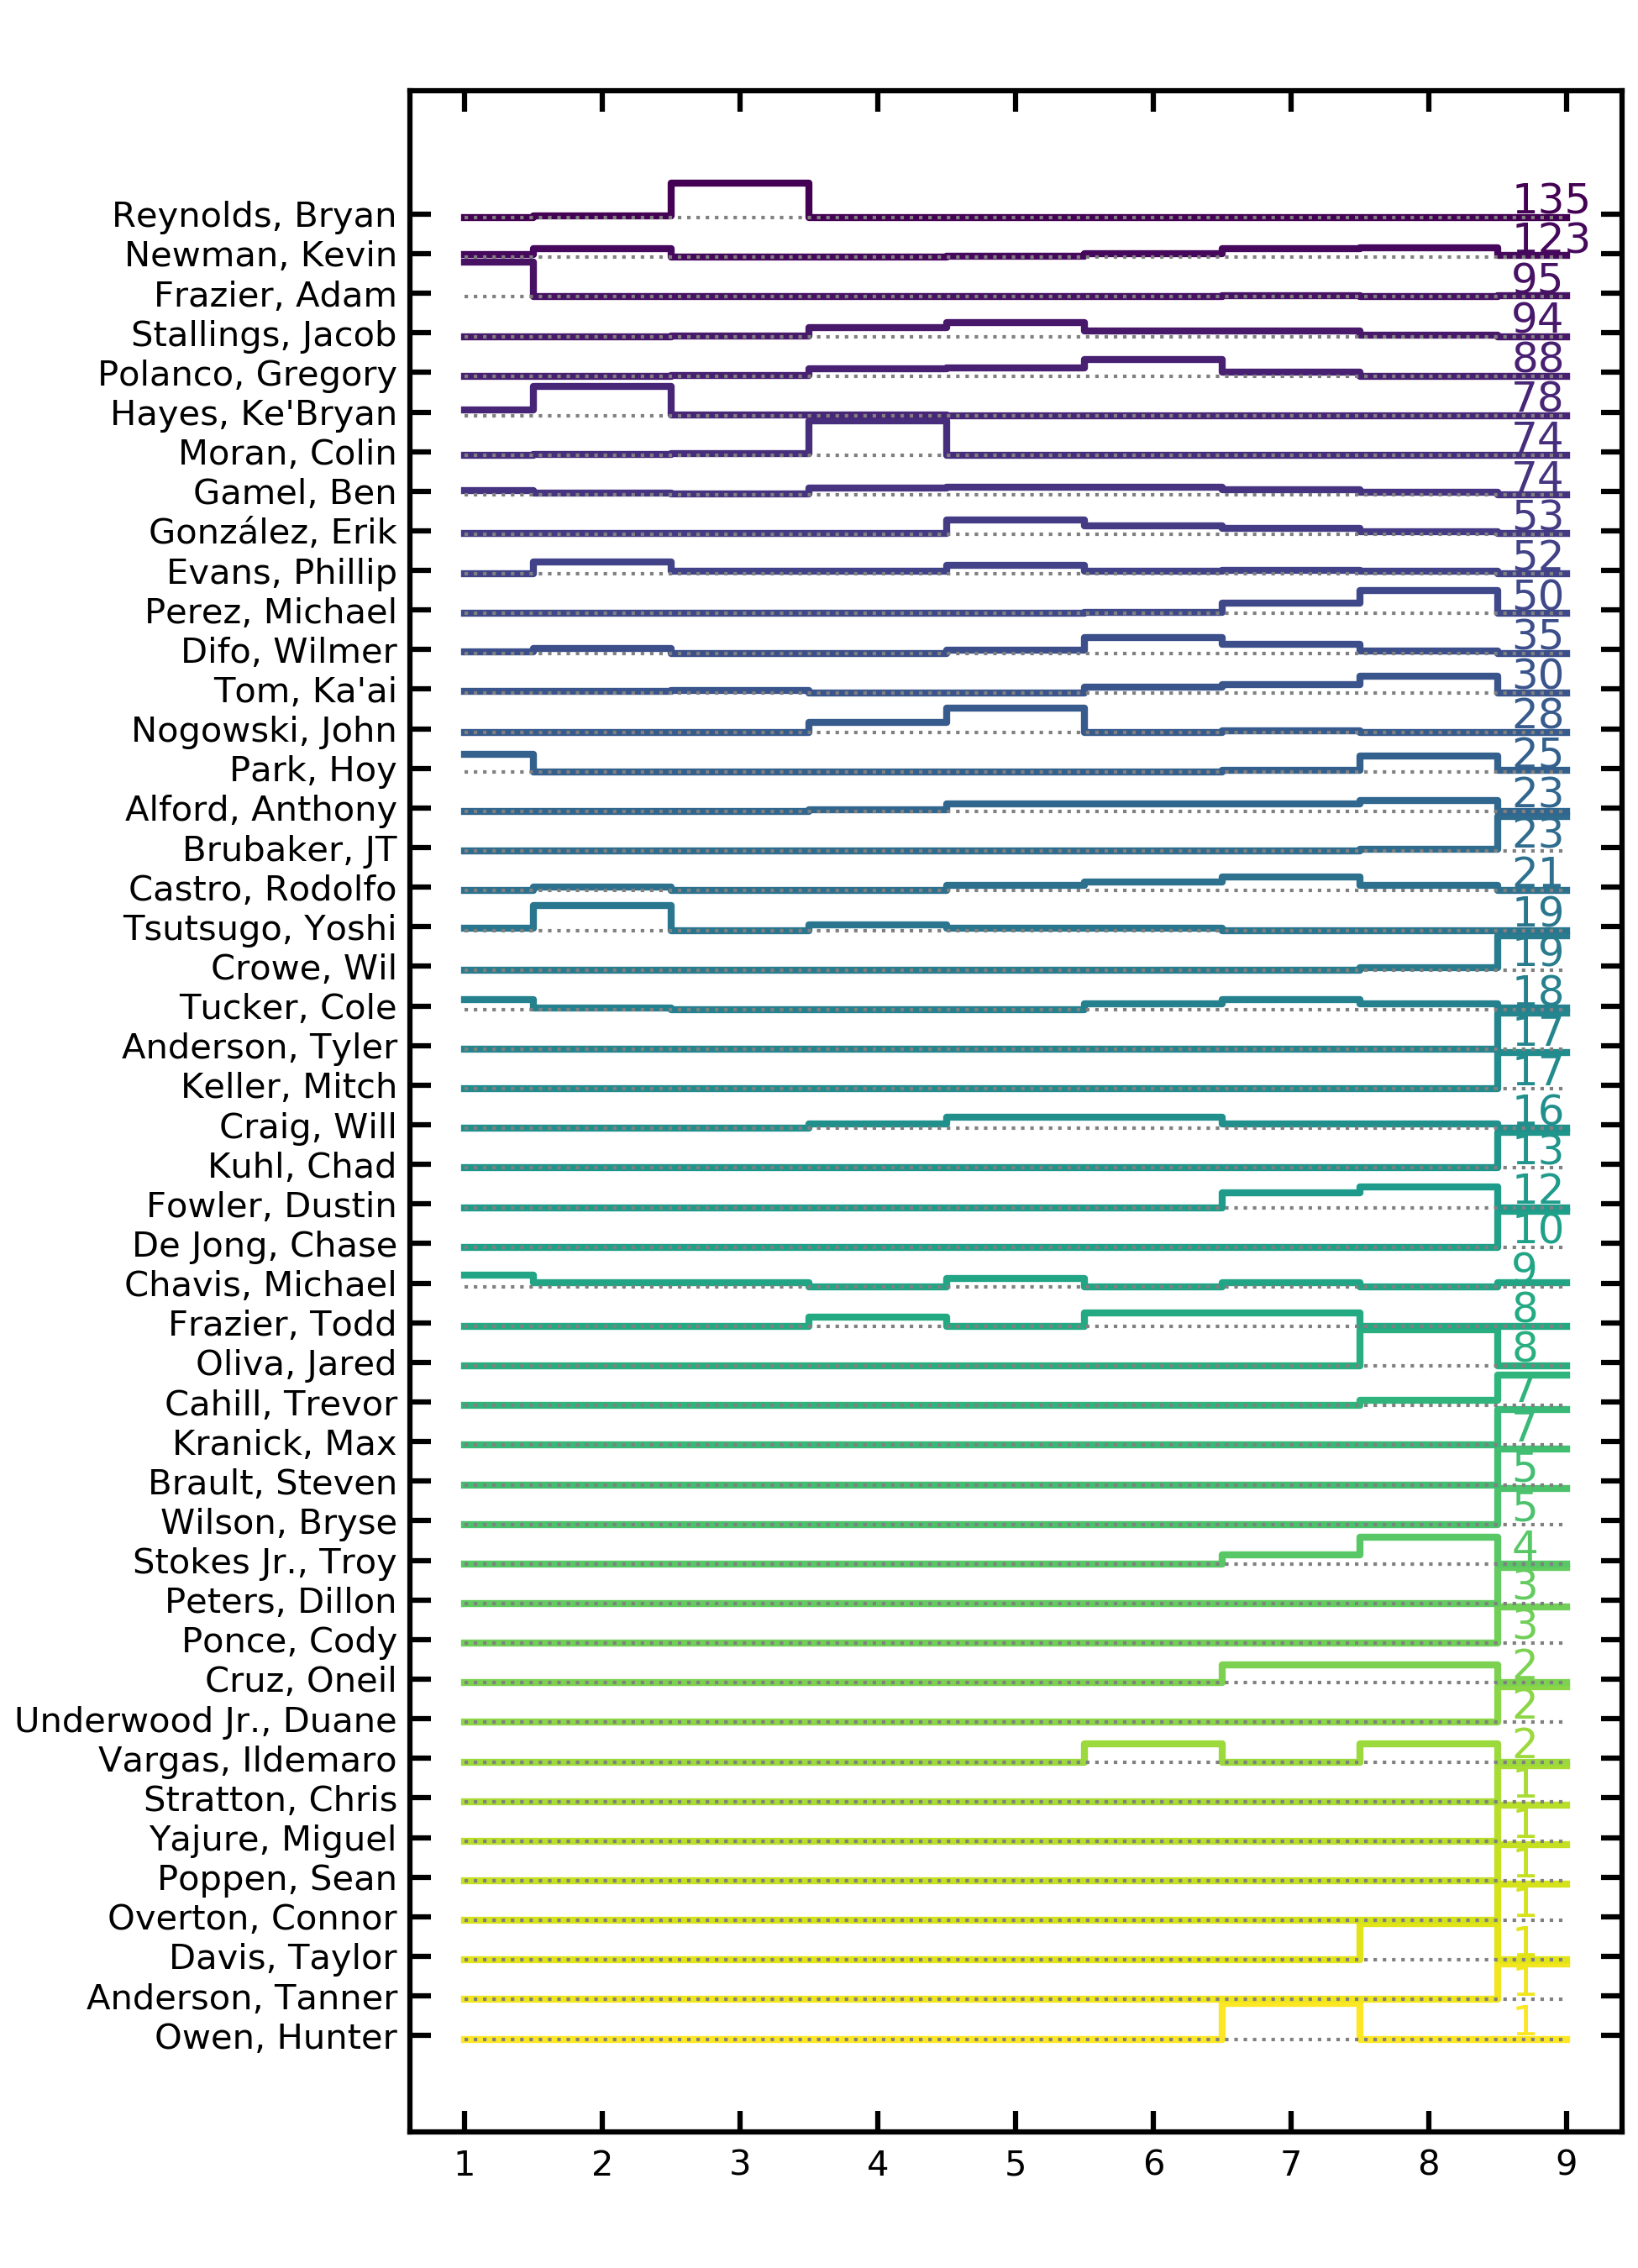 Reynolds, Bryan 135
Newman, Kevin 123
Frazier, Adam 95
Stallings, Jacob 94
Polanco, Gregory 88
Hayes, Ke'Bryan 78
Moran, Colin 74
Gamel, Ben 74
González, Erik 53
Evans, Phillip 52
Perez, Michael 50
Difo, Wilmer 35
Tom, Ka'ai 30
Nogowski, John 28
Park, Hoy 25
Alford, Anthony 23
Brubaker, JT 23
Castro, Rodolfo 21
Tsutsugo, Yoshi 19
Crowe, Wil 19
Tucker, Cole 18
Anderson, Tyler 17
Keller, Mitch 17
Craig, Will 16
Kuhl, Chad 13
Fowler, Dustin 12
De Jong, Chase 10
Chavis, Michael 9
Frazier, Todd 8
Oliva, Jared 8
Cahill, Trevor 7
Kranick, Max 7
Brault, Steven 5
Wilson, Bryse 5
Stokes Jr., Troy 4
Peters, Dillon 3
Ponce, Cody 3
Cruz, Oneil 2
Underwood Jr., Duane 2
Vargas, Ildemaro 2
Stratton, Chris 1
Yajure, Miguel 1
Poppen, Sean 1
Overton, Connor 1
Davis, Taylor 1
Anderson, Tanner 1
Owen, Hunter 1
1 2 3 4 5 6 7 8 9